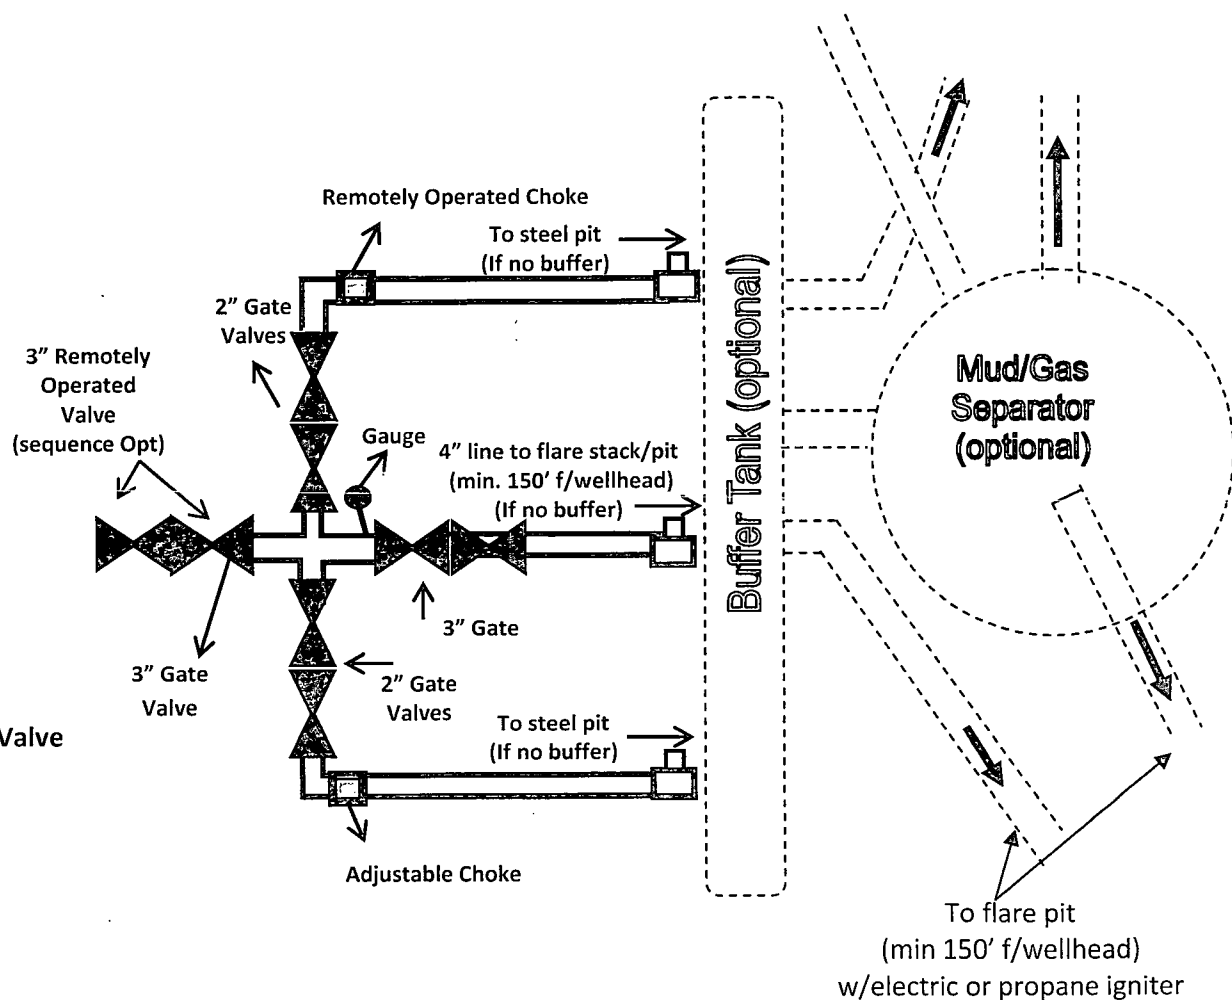 Remotely Operated Choke
To steel pit
(If no buffer)
2” Gate
Valves
3” Remotely
Operated
Valve
(sequence Opt)
Gauge
4” line to flare stack/pit
(min. 150’ f/wellhead)
(If no buffer)
Buffer Tank (optional)
Mud/Gas
Separator
(optional)
3” Gate
3” Gate
Valve
2” Gate
Valves
Valve
To steel pit
(If no buffer)
Adjustable Choke
To flare pit
(min 150’ f/wellhead)
w/electric or propane igniter